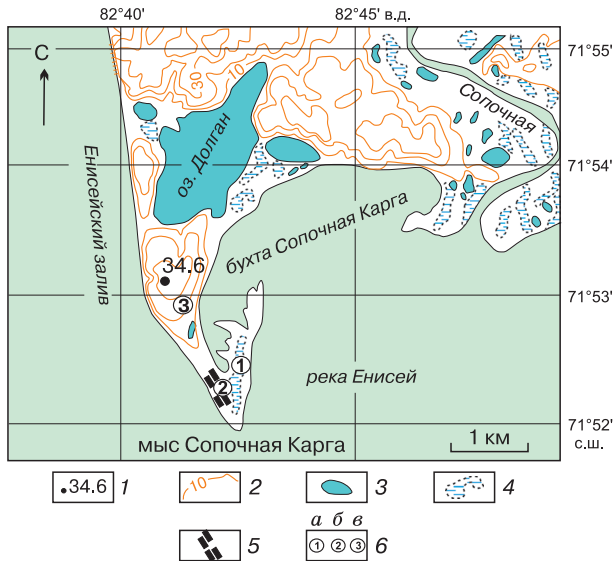 82°40' 82°45' в.д.
С
71°55'
30
10
Сопочная
оз. Долган
Енисейский залив
71°54'
бухта Сопочная Карга
34.6
71°53'
3
1
2
река Енисей
71°52'
с.ш.
мыс Сопочная Карга
1 км
34.6 1
10 2
3
4
5
а б в
1 2 3 6